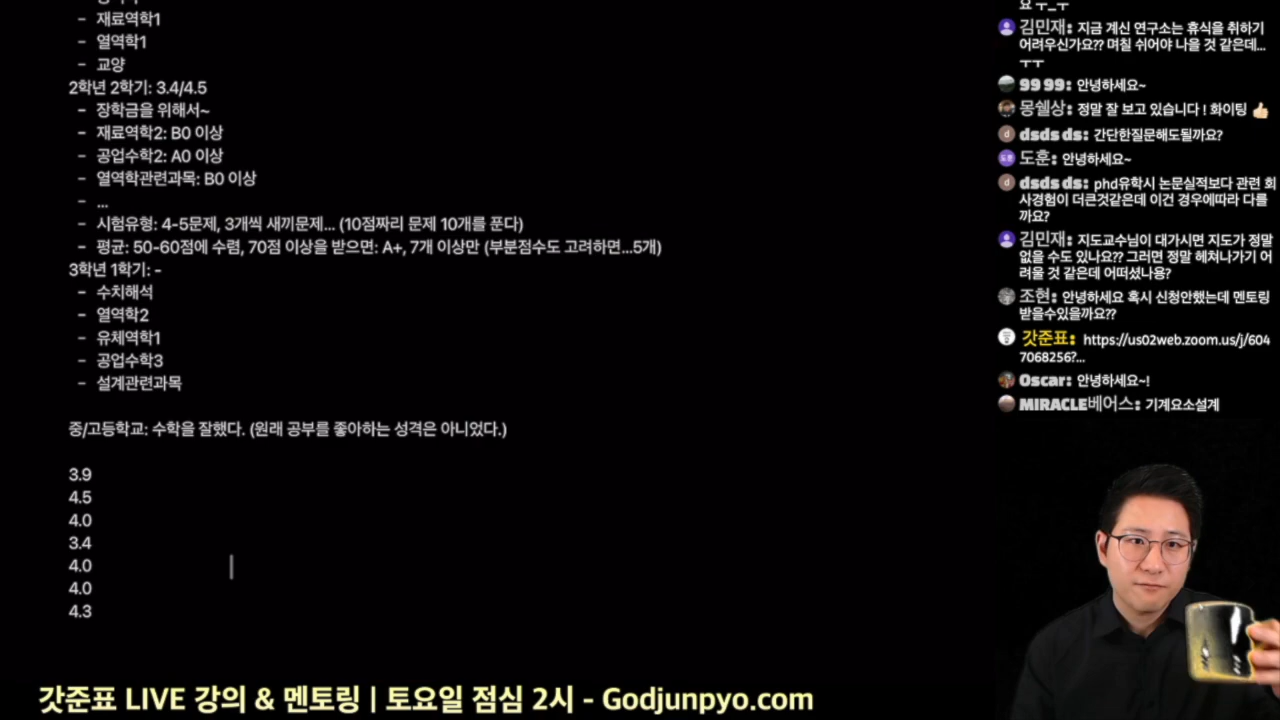 - 재료역학1
- 열역학1
- 교양
2학년 2학기: 3.4/4.5
- 장학금을 위해서~
- 재료역학2: B0 이상
- 공업수학2: A0 이상
- 열역학관련과목: B0 이상
- ...
- 시험유형: 4-5문제, 3개씩 새끼문제... (10점짜리 문제 10개를 푼다)
- 평균: 50-60점에 수렴, 70점 이상을 받으면: A+, 7개 이상만 (부분점수도 고려하면...5개)
3학년 1학기: -
- 수치해석
- 열역학2
- 유체역학1
- 공업수학3
- 설계관련과목
중/고등학교: 수학을 잘했다. (원래 공부를 좋아하는 성격은 아니었다.)
3.9
4.5
4.0
3.4
4.0
4.0
4.3
요 ㅜ_ㅜ
김민재: 지금 계신 연구소는 휴식을 취하기
어려우신가요?? 며칠 쉬어야 나을 것 같은데...
ㅜㅜ
99 99: 안녕하세요~
몽쉘상: 정말 잘 보고 있습니다 ! 화이팅 👍🏻
dsds ds: 간단한질문해도될까요?
도훈: 안녕하세요~
dsds ds: phd유학시 논문실적보다 관련 회
사경험이 더큰것같은데 이건 경우에따라 다를
까요?
김민재: 지도교수님이 대가시면 지도가 정말
없을 수도 있나요?? 그러면 정말 헤쳐나가기 어
려울 것 같은데 어떠셨나용?
조현: 안녕하세요 혹시 신청안했는데 멘토링
받을수있을까요??
갓준표: https://us02web.zoom.us/j/604
7068256?...
Oscar: 안녕하세요~!
MIRACLE베어스: 기계요소설계
갓준표 LIVE 강의 & 멘토링 | 토요일 점심 2시 - Godjunpyo.com